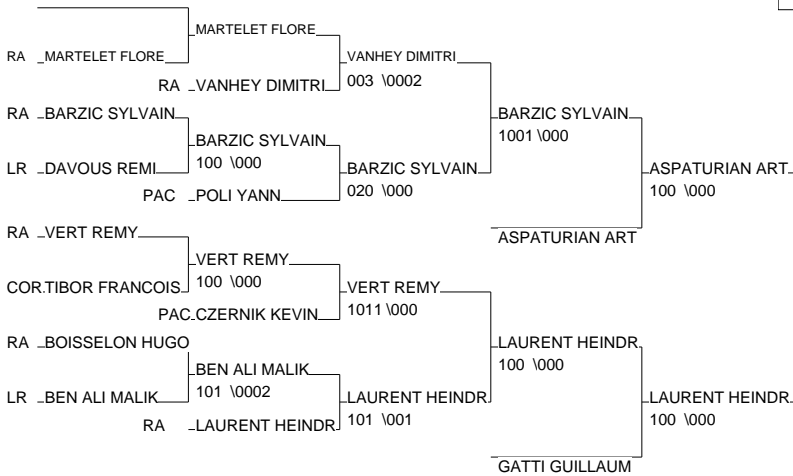 MARTELET FLORE
RA MARTELET FLORE
VANHEY DIMITRI
003 \0002
RA VANHEY DIMITRI
RA BARZIC SYLVAIN
BARZIC SYLVAIN
1001 \000
BARZIC SYLVAIN
100 \000
LR DAVOUS REMI
BARZIC SYLVAIN
020 \000
ASPATURIAN ART
100 \000
PAC POLI YANN
RA VERT REMY
ASPATURIAN ART
VERT REMY
100 \000
COR TIBOR FRANCOIS
VERT REMY
1011 \000
PAC CZERNIK KEVIN
RA BOISSELON HUGO
LAURENT HEINDR
100 \000
BEN ALI MALIK
101 \0002
LR BEN ALI MALIK
LAURENT HEINDR
101 \001
LAURENT HEINDR
100 \000
RA LAURENT HEINDR
GATTI GUILLAUM